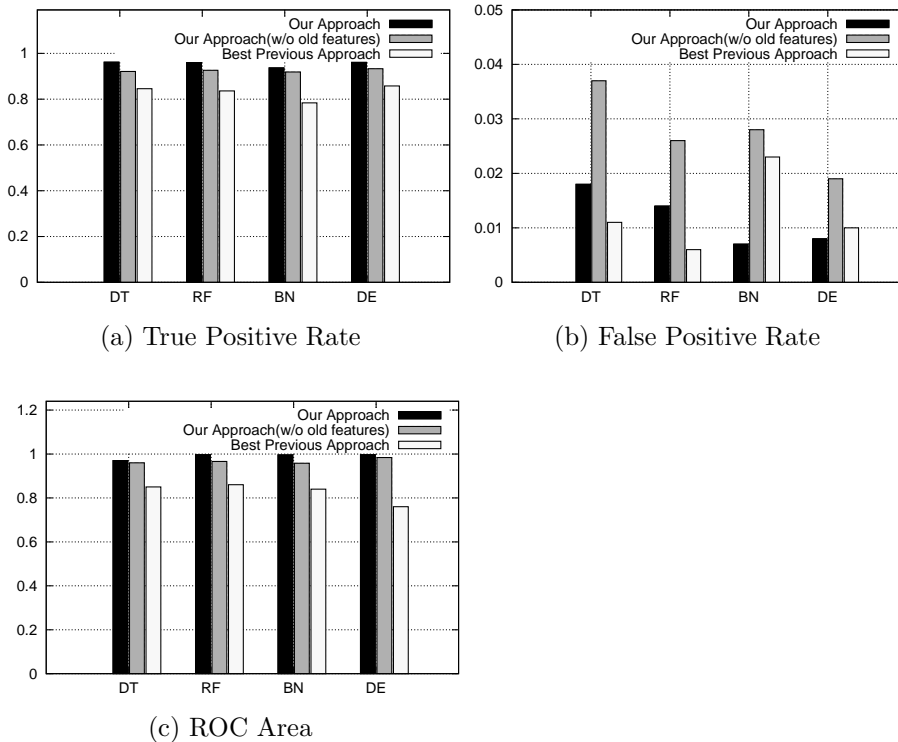 Our Approach
Our Approach(w/o old features)
Best Previous Approach
1
0.8
0.6
0.4
0.2
0
DT RF BN DE
(a) True Positive Rate
Our Approach
Our Approach(w/o old features)
Best Previous Approach
0.05
0.04
0.03
0.02
0.01
0
DT RF BN DE
(b) False Positive Rate
Our Approach
Our Approach(w/o old features)
Best Previous Approach
1.2
1
0.8
0.6
0.4
0.2
0
DT RF BN DE
(c) ROC Area